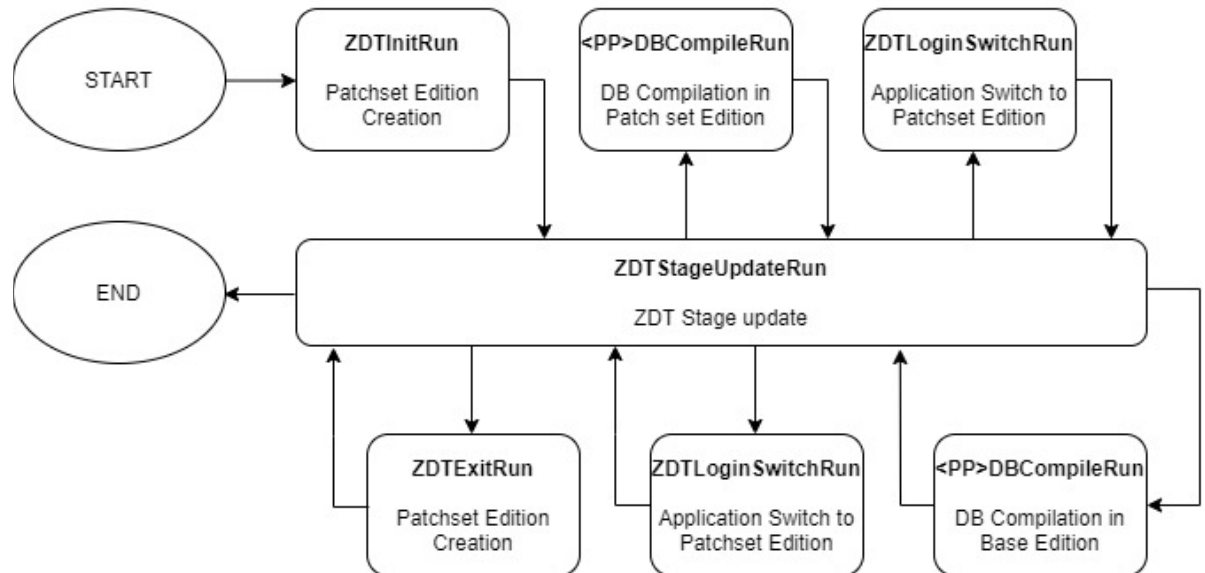 START
ZDTInitRun
Patchset Edition
Creation
<PP>DBCompileRun
DB Compilation in
Patch set Edition
ZDTLoginSwitchRun
Application Switch to
Patchset Edition
END
ZDTStageUpdateRun
ZDT Stage update
ZDTExitRun
Patchset Edition
Creation
ZDTLoginSwitchRun
Application Switch to
Patchset Edition
<PP>DBCompileRun
DB Compilation in
Base Edition